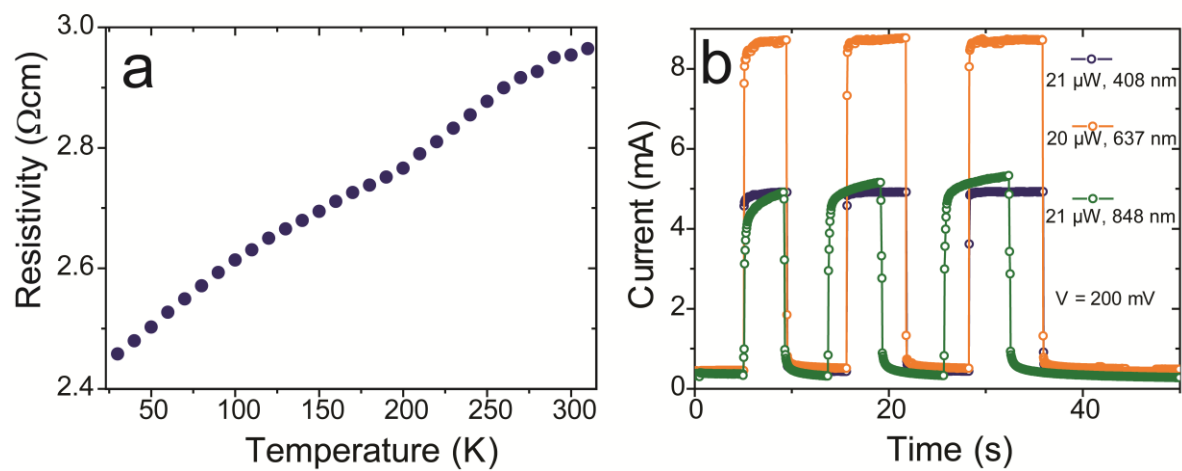 a
Resistivity (Ωcm)
3.0
2.8
2.6
2.4
50
100
150
200
250
300
Temperature (K)
b
Current (mA)
8
6
4
2
0
0
20
40
Time (s)
21 µW, 408 nm
20 µW, 637 nm
21 µW, 848 nm
V = 200 mV